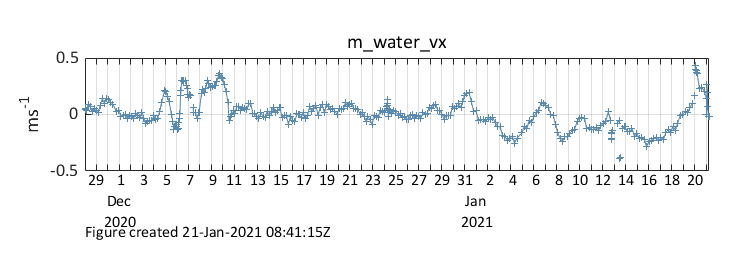 m_water_vx
0.5
0
-0.5
ms-1
29 1 3 5 7 9 11 13 15 17 19 21 23 25 27 29 31 2 4 6 8 10 12 14 16 18 20
Dec Jan
2020 2021
Figure created 21-Jan-2021 08:41:15Z